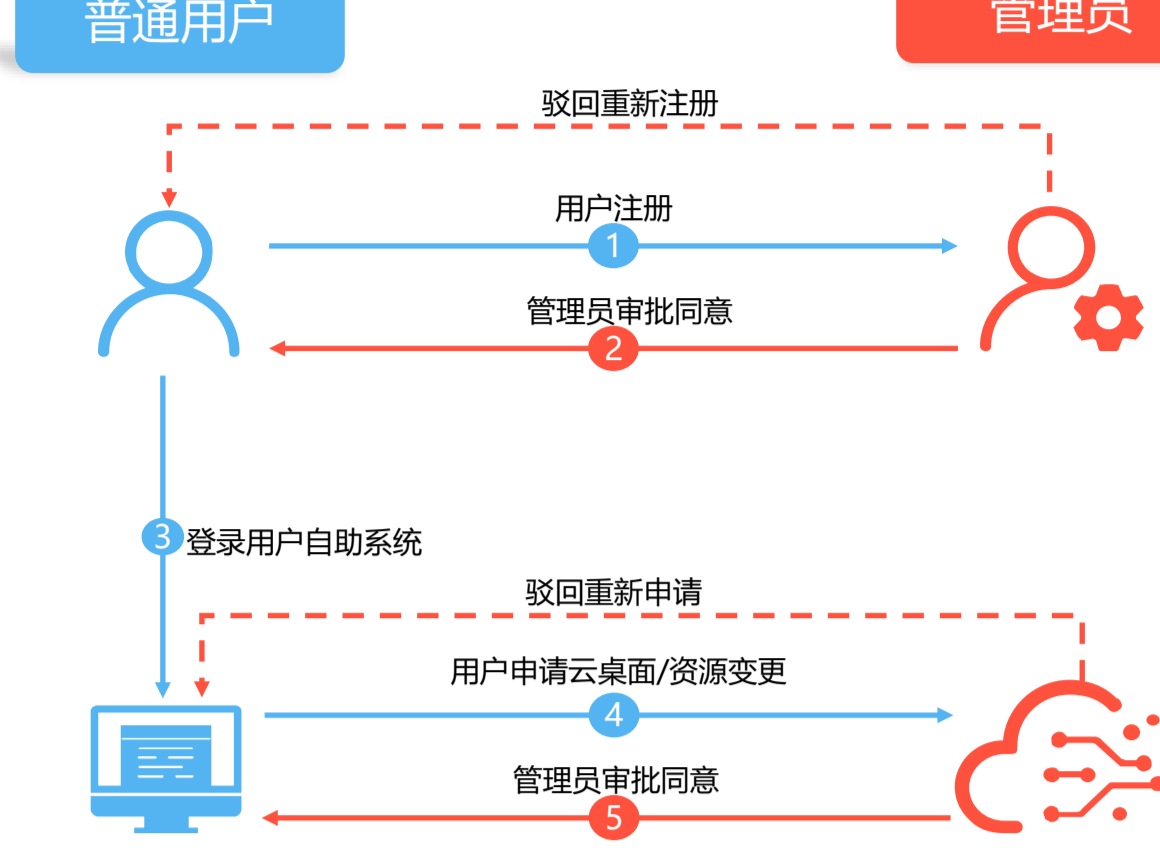 普通用户
管理员
驳回重新注册
用户注册
1
管理员审批同意
2
3
登录用户自助系统
驳回重新申请
用户申请云桌面/资源变更
4
管理员审批同意
5